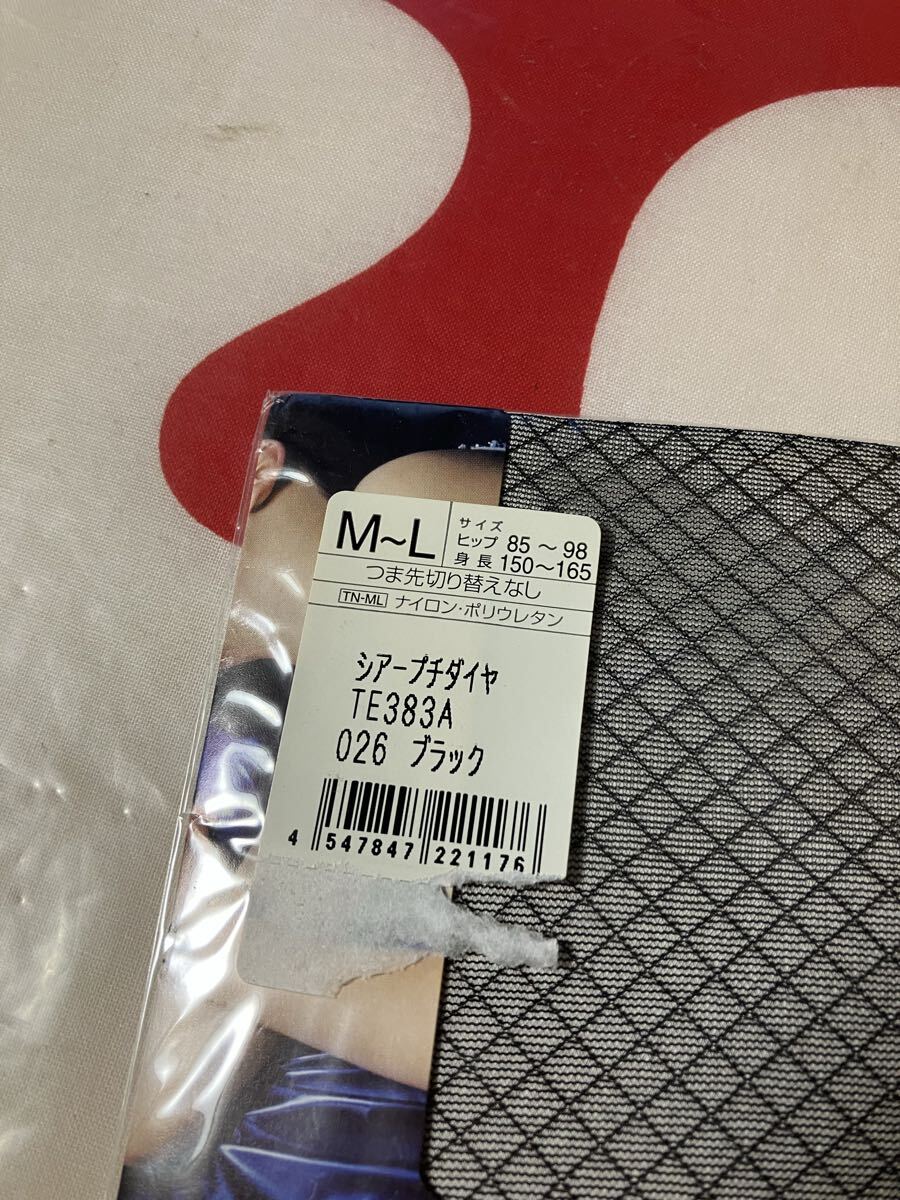 M~L サイズ
ヒップ 85～98
身長 150～165
つま先切り替えなし
TN-ML ナイロン・ポリウレタン
シアープチダイヤ
TE383A
026 ブラック
4 547847 221176